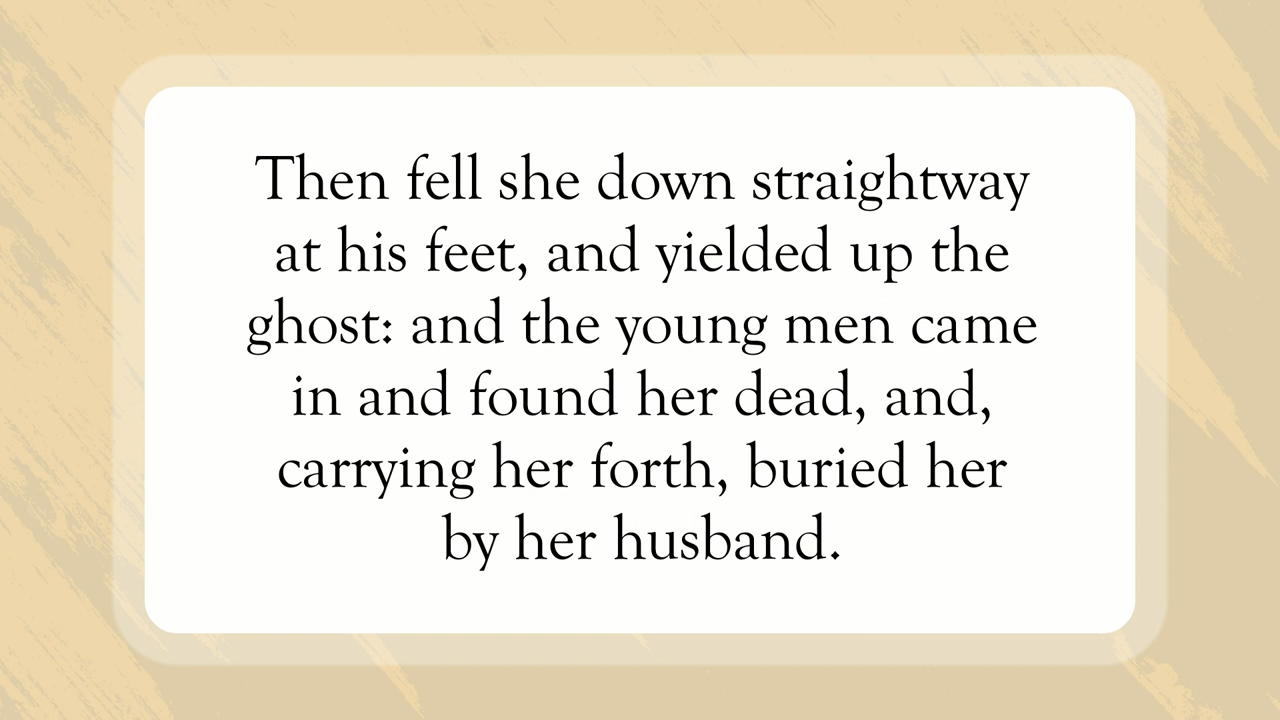 Then fell she down straightway
at his feet, and yielded up the
ghost: and the young men came
in and found her dead, and,
carrying her forth, buried her
by her husband.